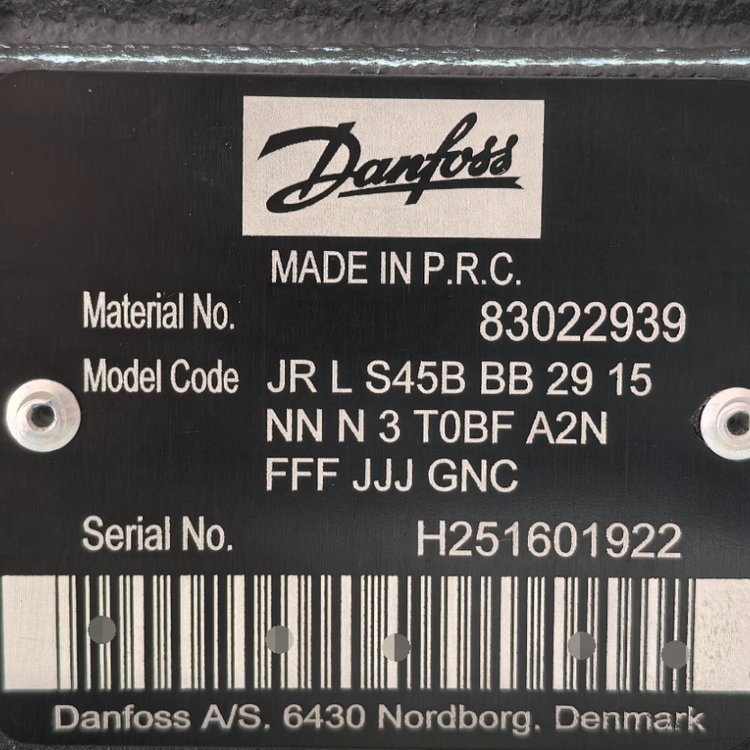 Danfoss
MADE IN P.R.C.
Material No. 83022939
Model Code JR L S45B BB 29 15
NN N 3 T0BF A2N
FFF JJJ GNC
Serial No. H251601922
Danfoss A/S. 6430 Nordborg. Denmark